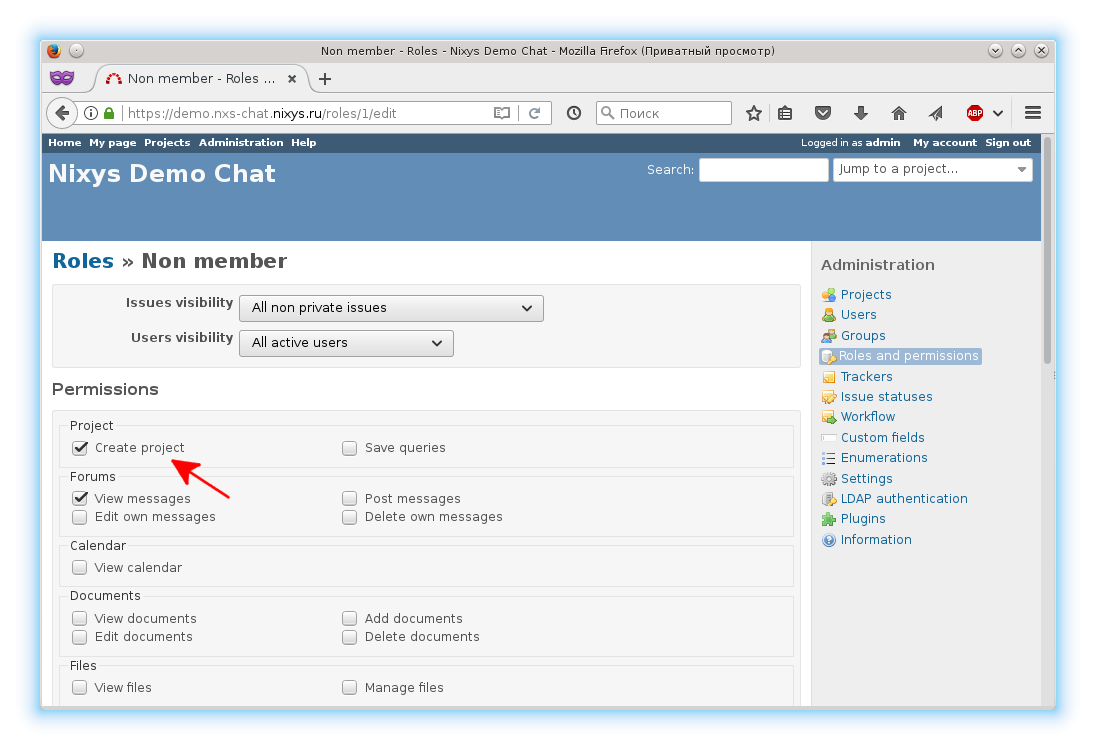 Non member - Roles - Nixys Demo Chat - Mozilla Firefox (Приватный просмотр)
Non member - Roles ...
https://demo.nxs-chat.nixys.ru/roles/1/edit
Поиск
ABP
Home My page Projects Administration Help
Logged in as admin My account Sign out
Nixys Demo Chat
Search:
Jump to a project...
Roles » Non member
Issues visibility All non private issues
Users visibility All active users
Permissions
Project
Create project Save queries
Forums
View messages Post messages
Edit own messages Delete own messages
Calendar
View calendar
Documents
View documents Add documents
Edit documents Delete documents
Files
View files Manage files
Administration
Projects
Users
Groups
Roles and permissions
Trackers
Issue statuses
Workflow
Custom fields
Enumerations
Settings
LDAP authentication
Plugins
Information